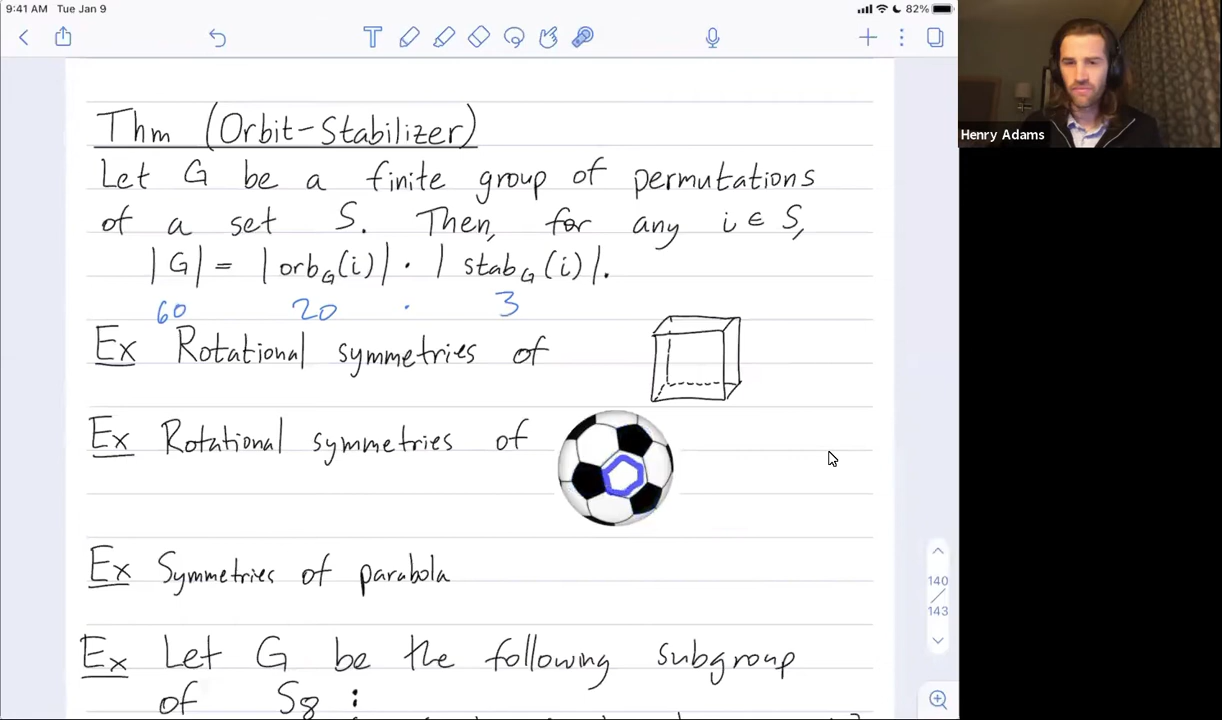 9:41 AM Tue Jan 9
82%
Henry Adams
Thm (Orbit-Stabilizer)
Let G be a finite group of permutations
of a set S. Then, for any i ∈ S,
|G| = |orb_G(i)| · |stab_G(i)|.
60 20 · 3
Ex Rotational symmetries of
Ex Rotational symmetries of
Ex Symmetries of parabola
140
/
143
Ex Let G be the following subgroup
of S₈ :